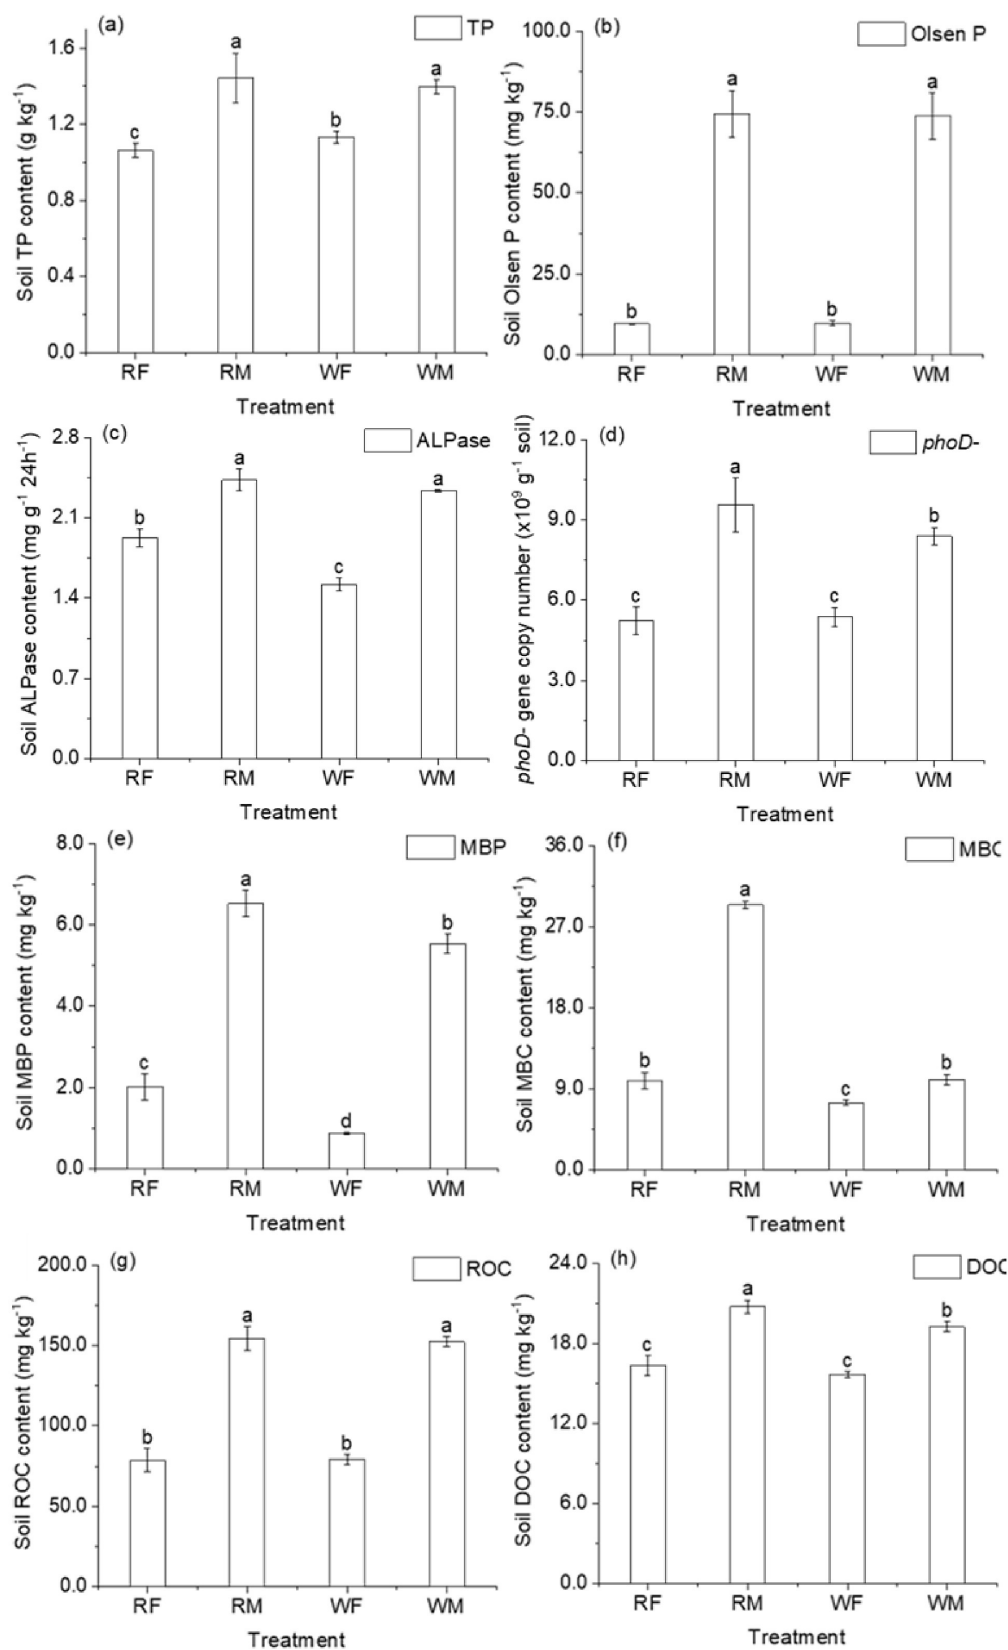 (a)
TP
Soil TP content (g kg⁻¹)
1.6
1.2
0.8
0.4
0.0
c
a
b
a
RF RM WF WM
Treatment
(b)
Olsen P
Soil Olsen P content (mg kg⁻¹)
100.0
75.0
50.0
25.0
0.0
b
a
b
a
RF RM WF WM
Treatment
(c)
ALPase
Soil ALPase content (mg g⁻¹ 24h⁻¹)
2.8
2.1
1.4
0.7
0.0
b
a
c
a
RF RM WF WM
Treatment
(d)
phoD-
phoD- gene copy number (x10⁹ g⁻¹ soil)
12.0
9.0
6.0
3.0
0.0
c
a
c
b
RF RM WF WM
Treatment
(e)
MBP
Soil MBP content (mg kg⁻¹)
8.0
6.0
4.0
2.0
0.0
c
a
d
b
RF RM WF WM
Treatment
(f)
MBC
Soil MBC content (mg kg⁻¹)
36.0
27.0
18.0
9.0
0.0
b
a
c
b
RF RM WF WM
Treatment
(g)
ROC
Soil ROC content (mg kg⁻¹)
200.0
150.0
100.0
50.0
0.0
b
a
b
a
RF RM WF WM
Treatment
(h)
DOC
Soil DOC content (mg kg⁻¹)
24.0
18.0
12.0
6.0
0.0
c
a
c
b
RF RM WF WM
Treatment